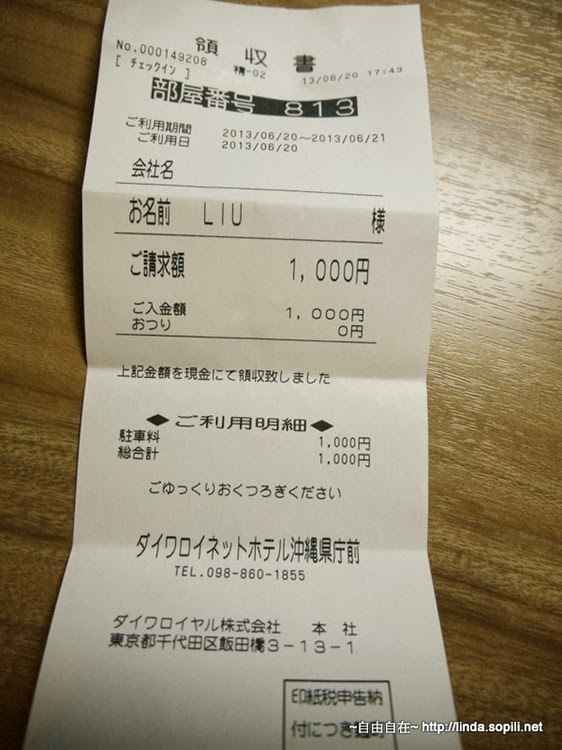 領収書
No.000149208 精-02 13/06/20 17:43
[ チェックイン ]
部屋番号 813
ご利用期間 2013/06/20～2013/06/21
ご利用日 2013/06/20
会社名
お名前 LIU 様
ご請求額 1,000円
ご入金額 1,000円
おつり 0円
上記金額を現金にて領収致しました
◆ご利用明細◆
駐車料 1,000円
総合計 1,000円
ごゆっくりおくつろぎください
ダイワロイネットホテル沖縄県庁前
TEL.098-860-1855
ダイワロイヤル株式会社 本社
東京都千代田区飯田橋3-13-1
印紙税申告納
付につき麹町
~自由自在~ http://linda.sopili.net